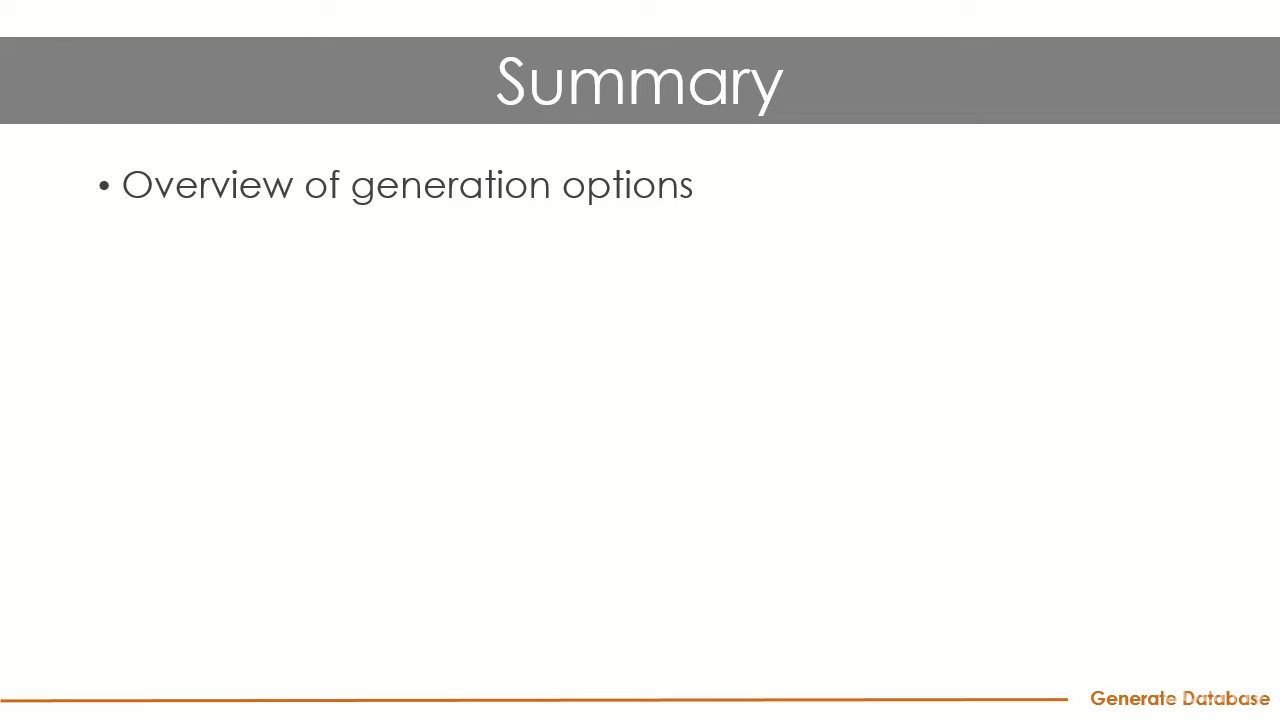 Summary
• Overview of generation options
Generate Database